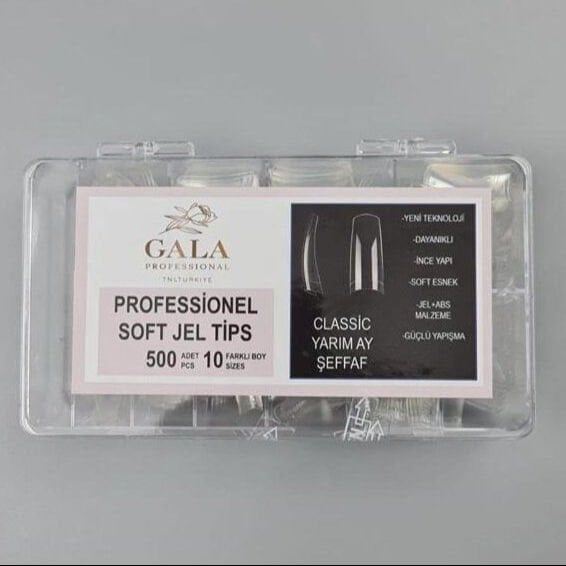 GALA
PROFESSIONAL
TNLTURKIYE
PROFESSİONEL
SOFT JEL TİPS
500 ADET PCS 10 FARKLI BOY SIZES
CLASSİC
YARIM AY
ŞEFFAF
-YENİ TEKNOLOJİ
-DAYANIKLI
-İNCE YAPI
-SOFT ESNEK
-JEL+ABS
MALZEME
-GÜÇLÜ YAPIŞMA